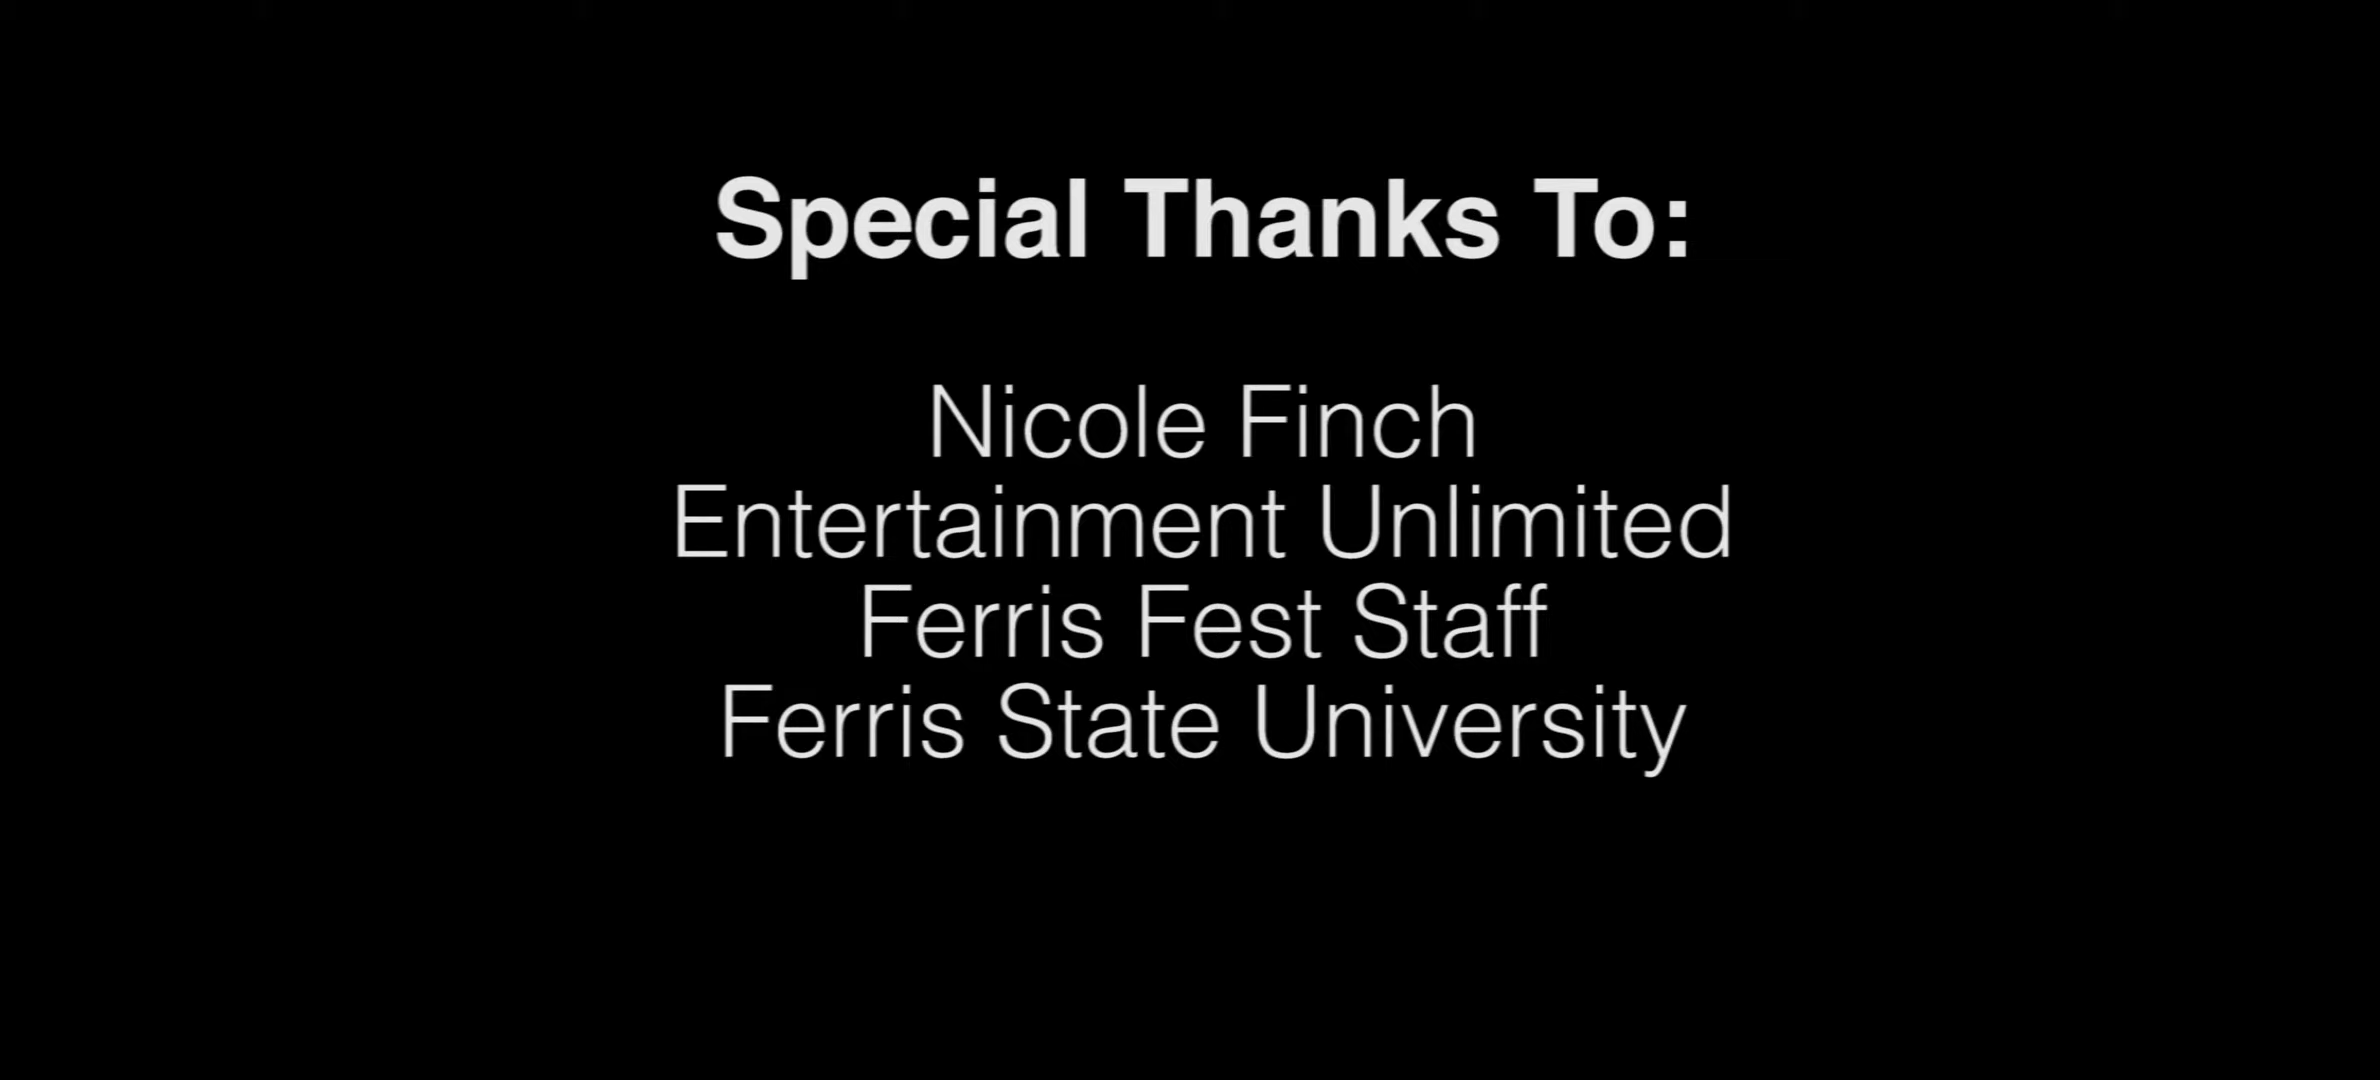 Special Thanks To:
Nicole Finch
Entertainment Unlimited
Ferris Fest Staff
Ferris State University